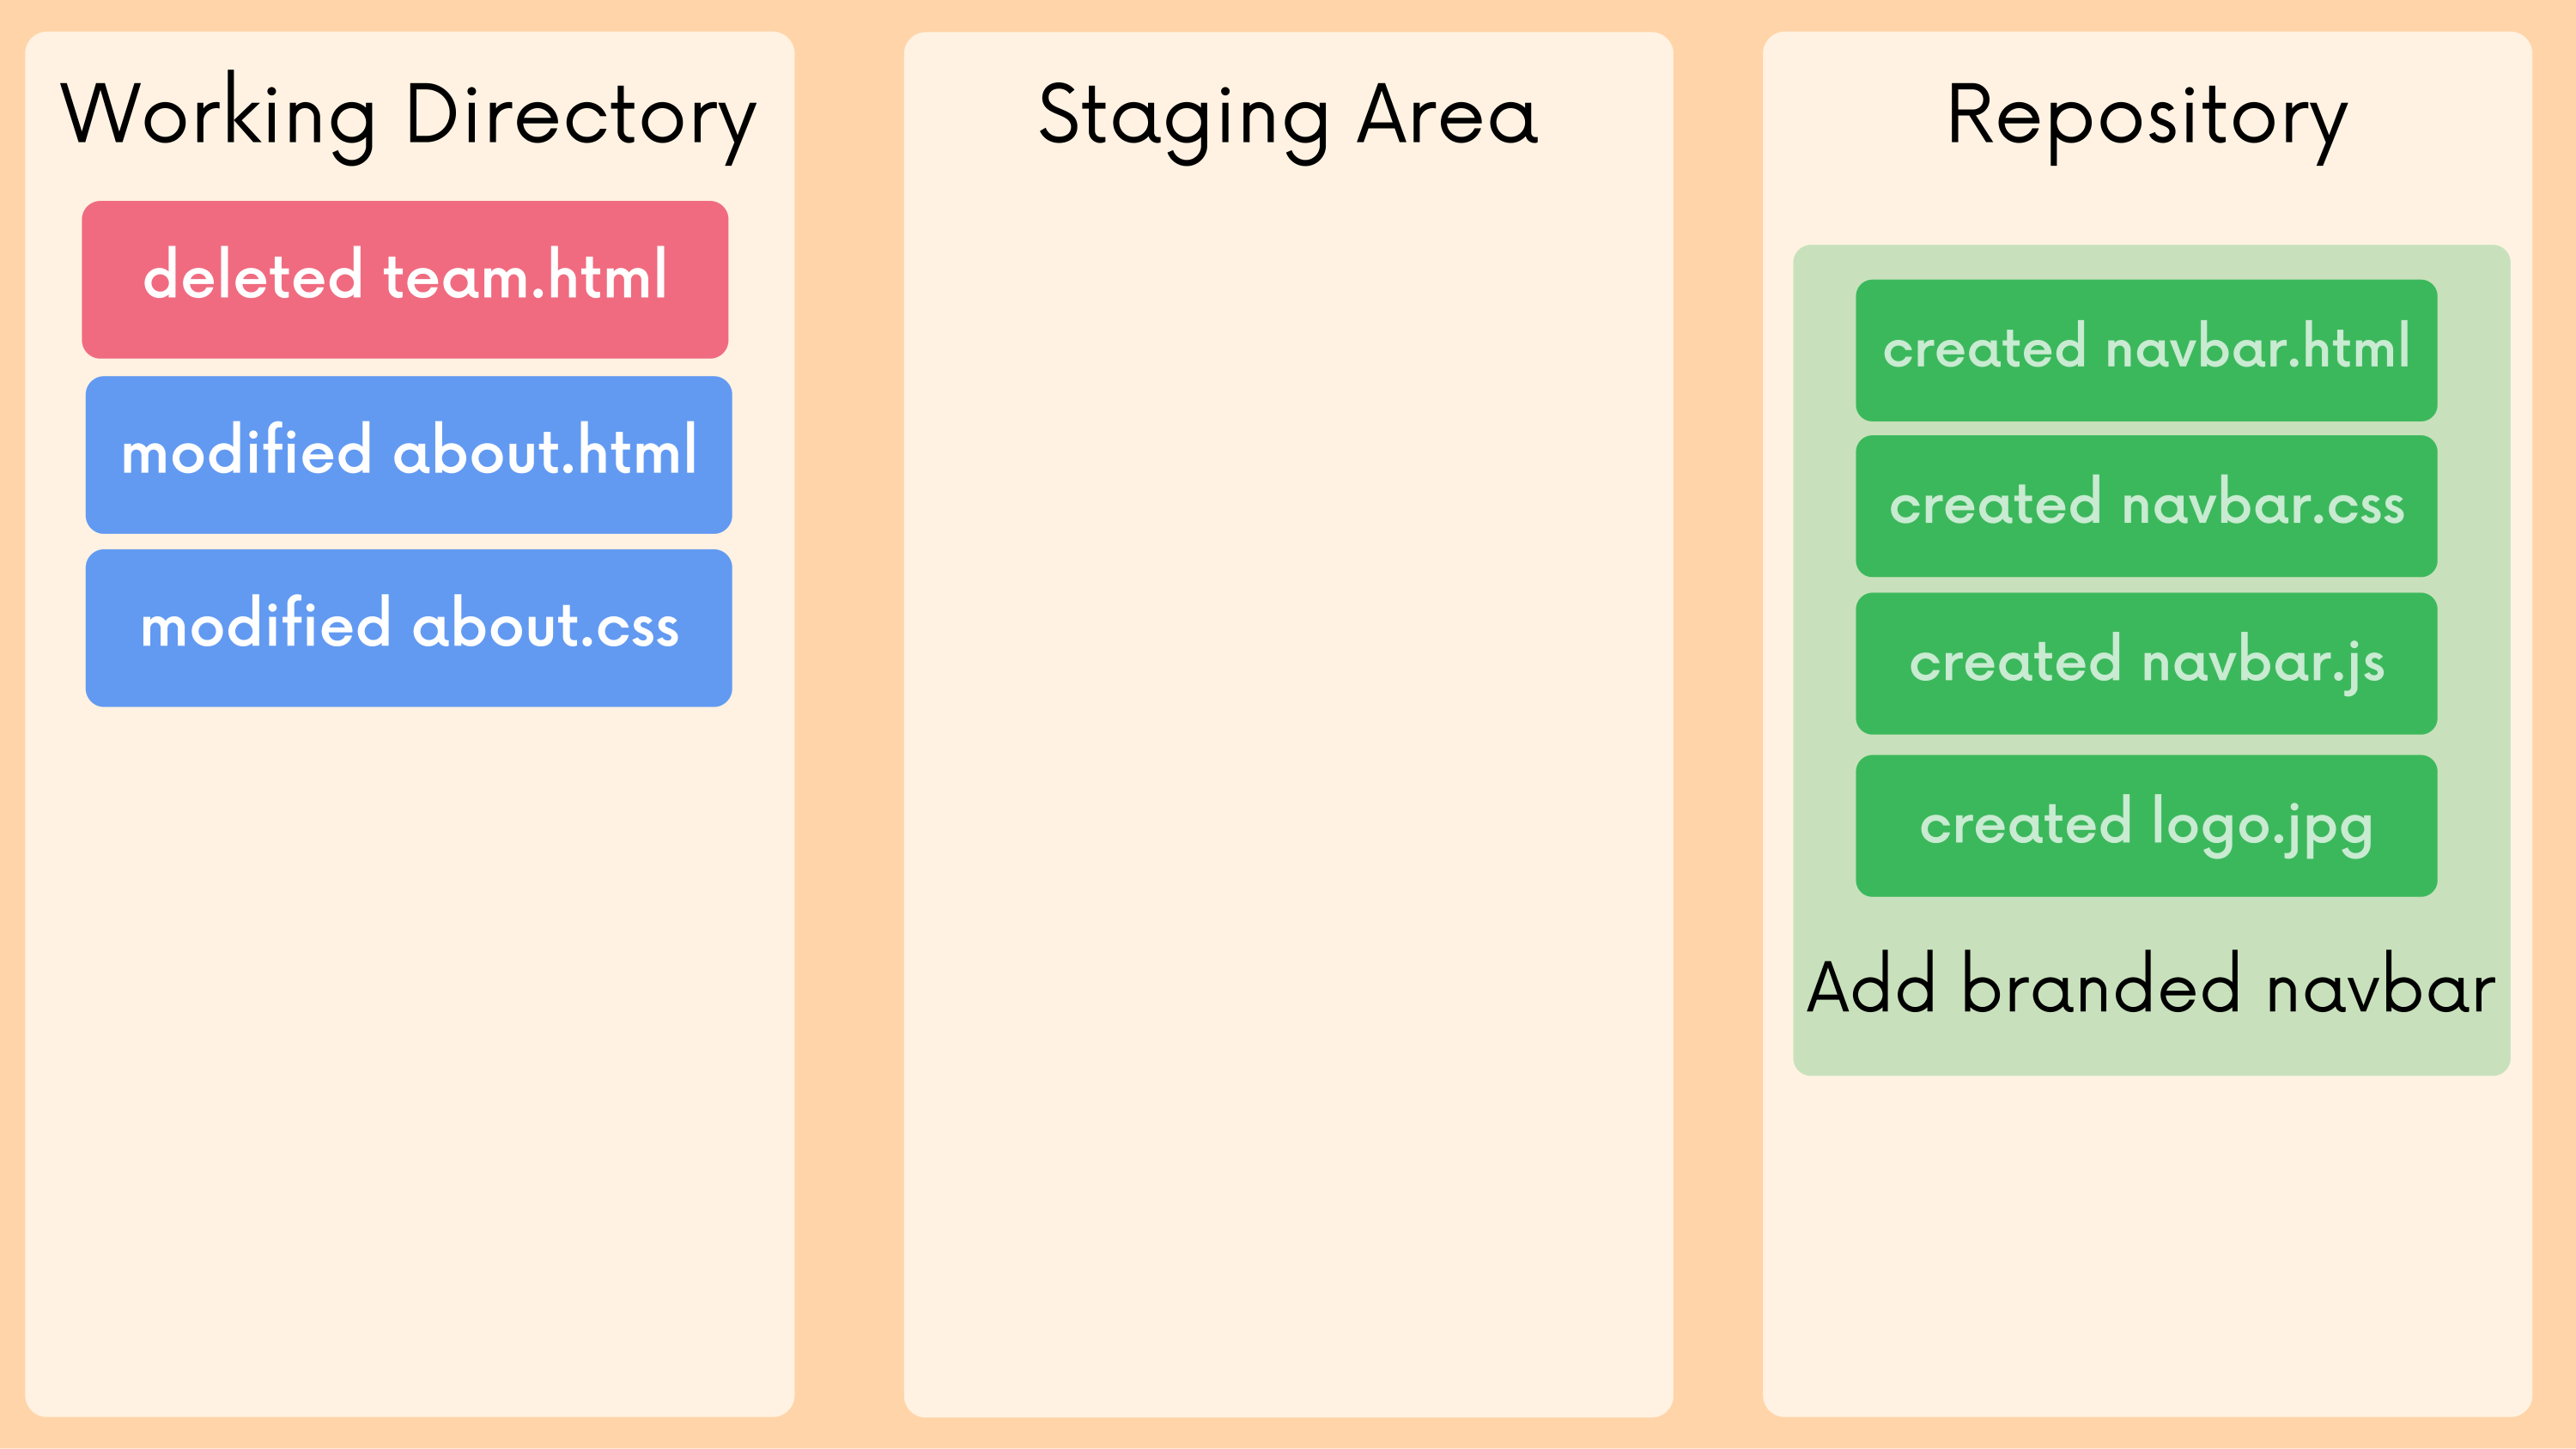 Working Directory
deleted team.html
modified about.html
modified about.css
Staging Area
Repository
created navbar.html
created navbar.css
created navbar.js
created logo.jpg
Add branded navbar